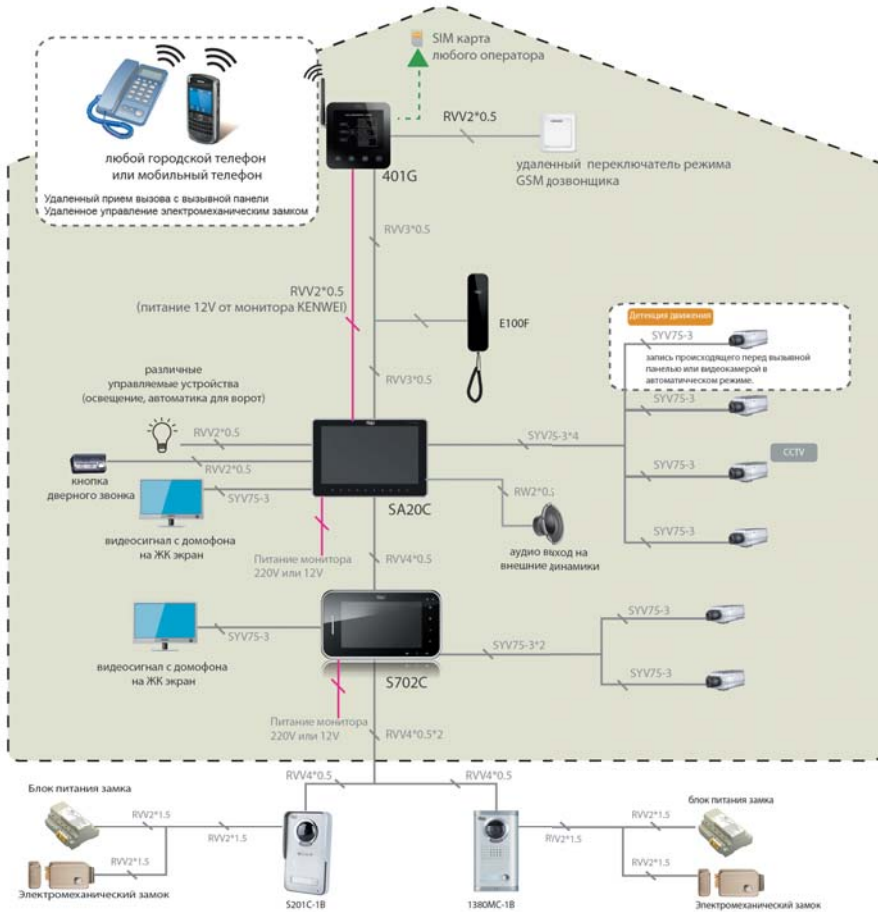 SIM карта
любого оператора
RVV2*0.5
401G
удаленный переключатель режима
GSM дозвонщика
любой городской телефон
или мобильный телефон
Удаленный прием вызова с вызывной панели
Удаленное управление электромеханическим замком
RVV3*0.5
RVV2*0.5
(питание 12V от монитора KENWEI)
E100F
RVV3*0.5
Детекция движения
SYV75-3
запись происходящего перед вызывной
панелью или видеокамерой в
автоматическом режиме.
SYV75-3
SYV75-3*4
SYV75-3
CCTV
SYV75-3
различные
управляемые устройства
(освещение, автоматика для ворот)
RVV2*0.5
RVV2*0.5
кнопка
дверного звонка
SYV75-3
SA20C
RW2*0.5
аудио выход на
внешние динамики
видеосигнал с домофона
на ЖК экран
Питание монитора
220V или 12V
RVV4*0.5
SYV75-3
видеосигнал с домофона
на ЖК экран
S702C
SYV75-3*2
SYV75-3
SYV75-3
Питание монитора
220V или 12V
RVV4*0.5*2
RVV4*0.5
RVV4*0.5
Блок питания замка
RVV2*1.5
RVV2*1.5
RVV2*1.5
Электромеханический замок
S201C-1B
1380MC-1B
RVV2*1.5
RVV2*1.5
блок питания замка
RVV2*1.5
Электромеханический замок